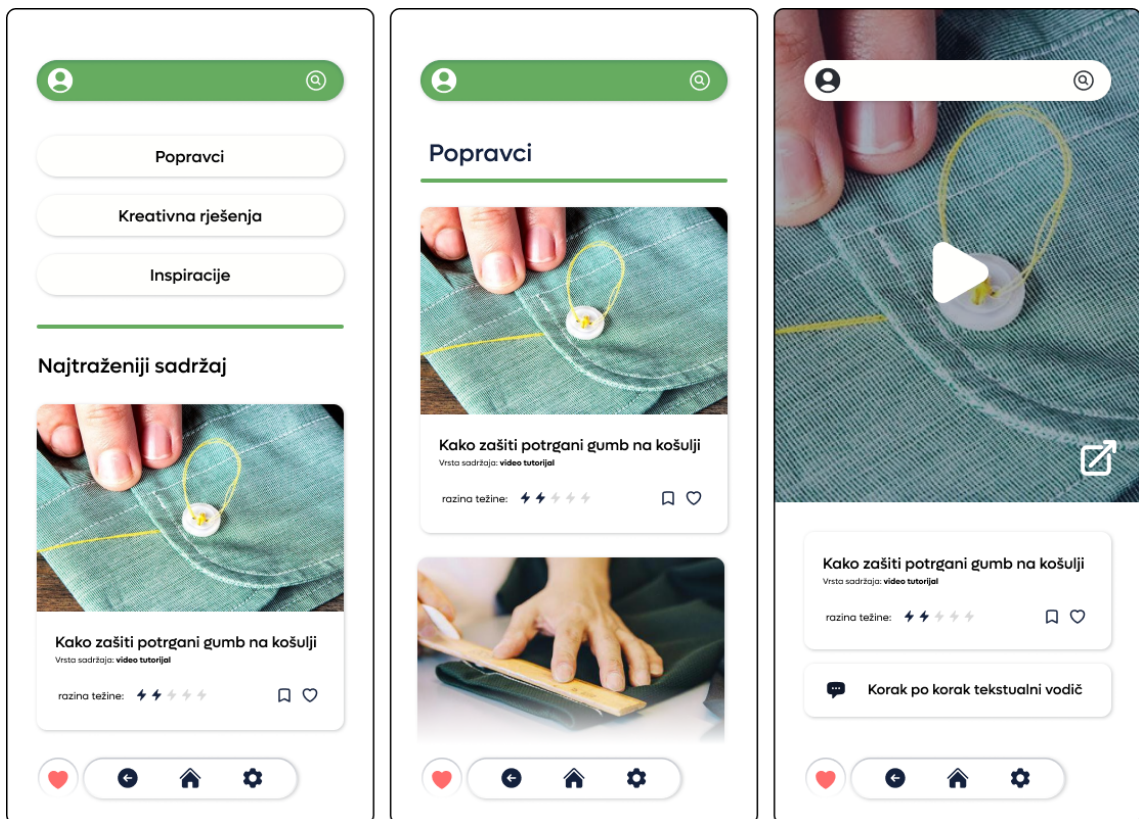 Popravci
Kreativna rješenja
Inspiracije
Najtraženiji sadržaj
Kako zašiti potrgani gumb na košulji
Vrsta sadržaja: video tutorijal
razina težine:
Popravci
Kako zašiti potrgani gumb na košulji
Vrsta sadržaja: video tutorijal
razina težine:
Kako zašiti potrgani gumb na košulji
Vrsta sadržaja: video tutorijal
razina težine:
Korak po korak tekstualni vodič